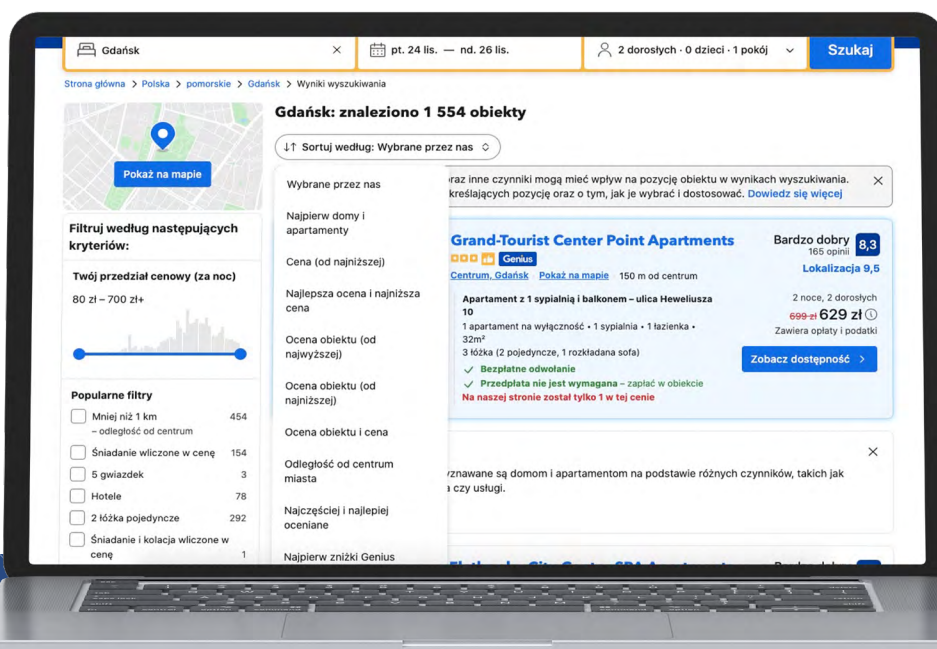 Gdańsk
pt. 24 lis. — nd. 26 lis.
2 dorosłych · 0 dzieci · 1 pokój
Szukaj
Strona główna > Polska > pomorskie > Gdańsk > Wyniki wyszukiwania
Pokaż na mapie
Filtruj według następujących
kryteriów:
Twój przedział cenowy (za noc)
80 zł – 700 zł+
Popularne filtry
Mniej niż 1 km 454
– odległość od centrum
Śniadanie wliczone w cenę 154
5 gwiazdek 3
Hotele 78
2 łóżka pojedyncze 292
Śniadanie i kolacja wliczone w
cenę 1
Gdańsk: znaleziono 1 554 obiekty
Sortuj według: Wybrane przez nas
Wybrane przez nas
Najpierw domy i
apartamenty
Cena (od najniższej)
Najlepsza ocena i najniższa
cena
Ocena obiektu (od
najwyższej)
Ocena obiektu (od
najniższej)
Ocena obiektu i cena
Odległość od centrum
miasta
Najczęściej i najlepiej
oceniane
Najpierw zniżki Genius
oraz inne czynniki mogą mieć wpływ na pozycję obiektu w wynikach wyszukiwania.
kreślających pozycję oraz o tym, jak je wybrać i dostosować. Dowiedz się więcej
Grand-Tourist Center Point Apartments
Genius
Centrum, Gdańsk Pokaż na mapie 150 m od centrum
Apartament z 1 sypialnią i balkonem – ulica Heweliusza
10
1 apartament na wyłączność • 1 sypialnia • 1 łazienka •
32m²
3 łóżka (2 pojedyncze, 1 rozkładana sofa)
Bezpłatne odwołanie
Przedpłata nie jest wymagana – zapłać w obiekcie
Na naszej stronie został tylko 1 w tej cenie
Bardzo dobry 8,3
165 opinii
Lokalizacja 9,5
2 noce, 2 dorosłych
699 zł 629 zł
Zawiera opłaty i podatki
Zobacz dostępność >
yznawane są domom i apartamentom na podstawie różnych czynników, takich jak
a czy usługi.